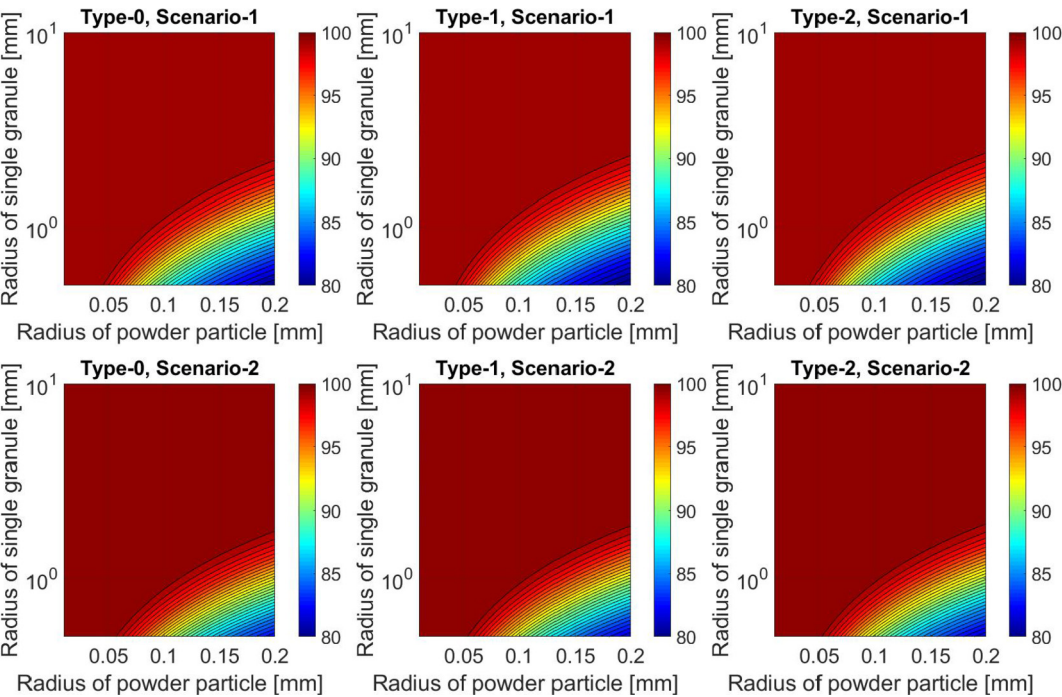 Type-0, Scenario-1
Radius of single granule [mm]
10^1
10^0
0.05 0.1 0.15 0.2
Radius of powder particle [mm]
100
95
90
85
80
Type-1, Scenario-1
Radius of single granule [mm]
10^1
10^0
0.05 0.1 0.15 0.2
Radius of powder particle [mm]
100
95
90
85
80
Type-2, Scenario-1
Radius of single granule [mm]
10^1
10^0
0.05 0.1 0.15 0.2
Radius of powder particle [mm]
100
95
90
85
80
Type-0, Scenario-2
Radius of single granule [mm]
10^1
10^0
0.05 0.1 0.15 0.2
Radius of powder particle [mm]
100
95
90
85
80
Type-1, Scenario-2
Radius of single granule [mm]
10^1
10^0
0.05 0.1 0.15 0.2
Radius of powder particle [mm]
100
95
90
85
80
Type-2, Scenario-2
Radius of single granule [mm]
10^1
10^0
0.05 0.1 0.15 0.2
Radius of powder particle [mm]
100
95
90
85
80